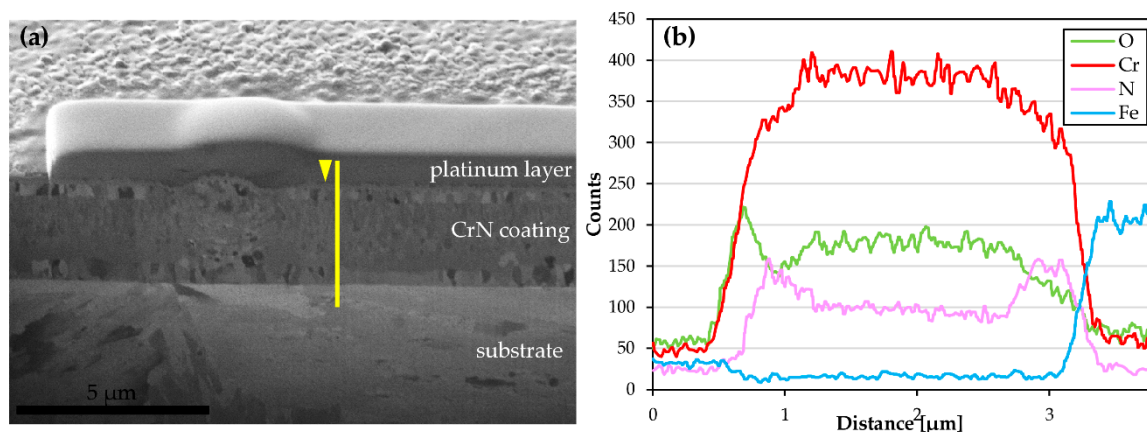 (a)
platinum layer
CrN coating
substrate
5 μm
(b)
450
400
350
300
250
200
150
100
50
0
Counts
0 1 2 3
Distance [μm]
O
Cr
N
Fe